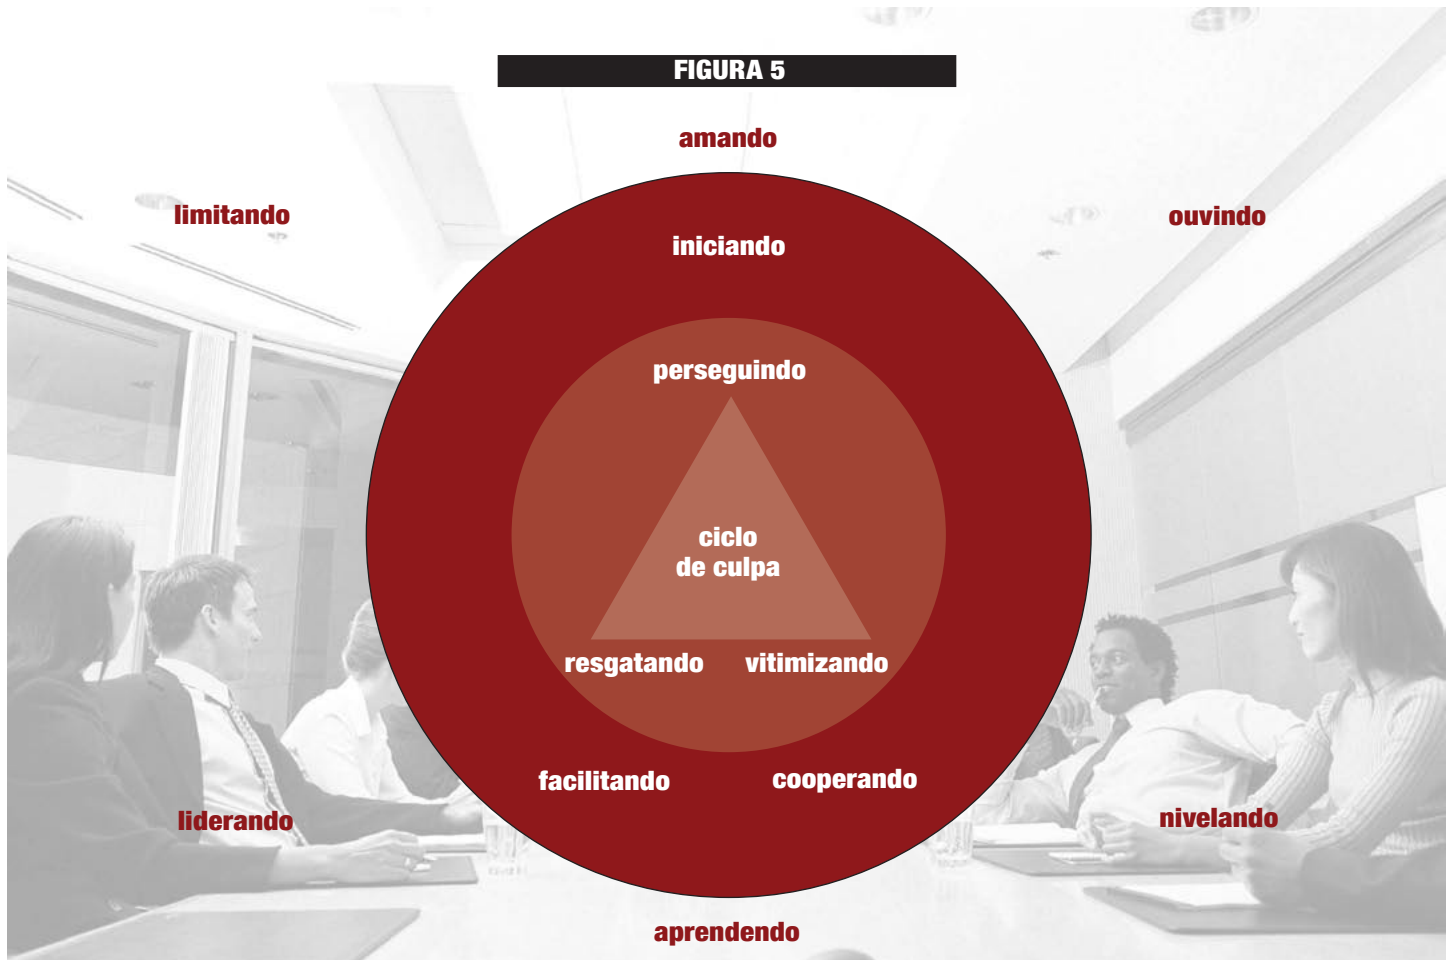 FIGURA 5
amando
limitando
ouvindo
iniciando
perseguindo
ciclo
de culpa
resgatando vitimizando
facilitando cooperando
liderando
nivelando
aprendendo